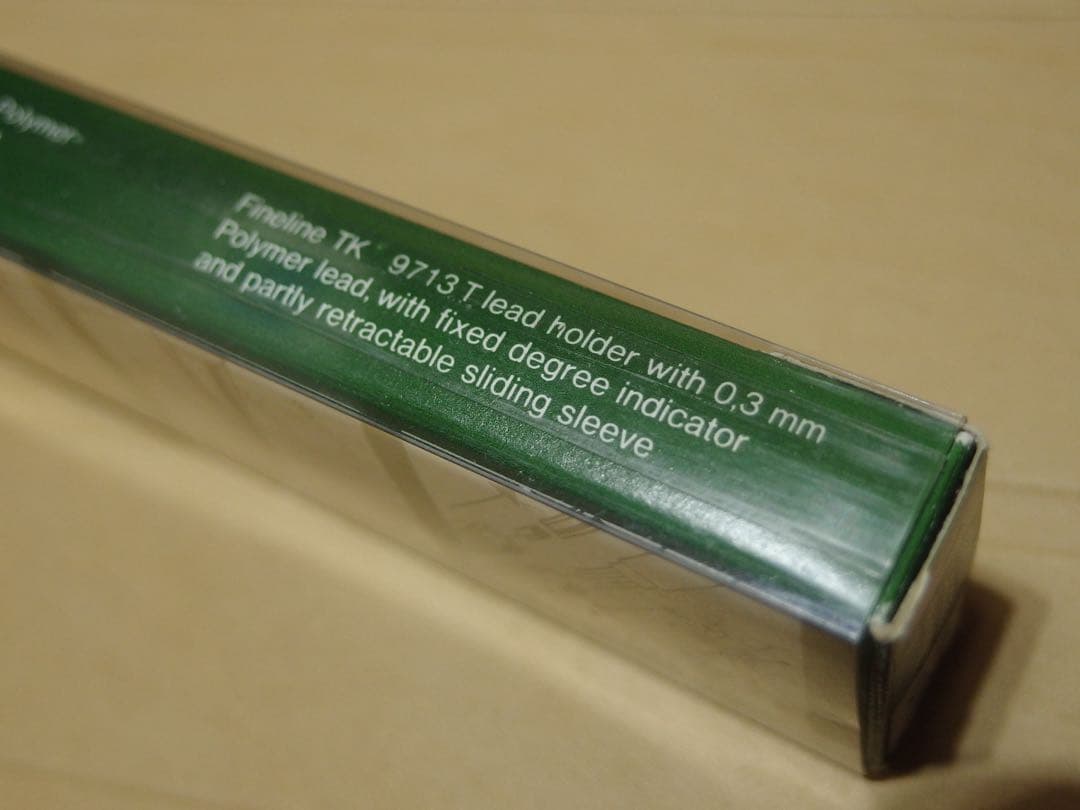 Polymer-
Fineline TK 9713 T lead holder with 0,3 mm
Polymer lead, with fixed degree indicator
and partly retractable sliding sleeve